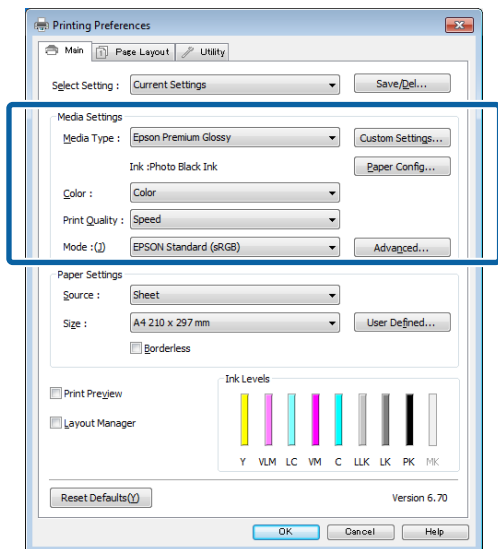 Printing Preferences
Main Page Layout Utility
Select Setting : Current Settings Save/Del...
Media Settings
Media Type : Epson Premium Glossy Custom Settings...
Ink :Photo Black Ink Paper Config...
Color : Color
Print Quality : Speed
Mode :(J) EPSON Standard (sRGB) Advanced...
Paper Settings
Source : Sheet
Size : A4 210 x 297 mm User Defined...
Borderless
Ink Levels
Print Preview
Layout Manager
Y VLM LC VM C LLK LK PK MK
Reset Defaults(Y) Version 6.70
OK Cancel Help